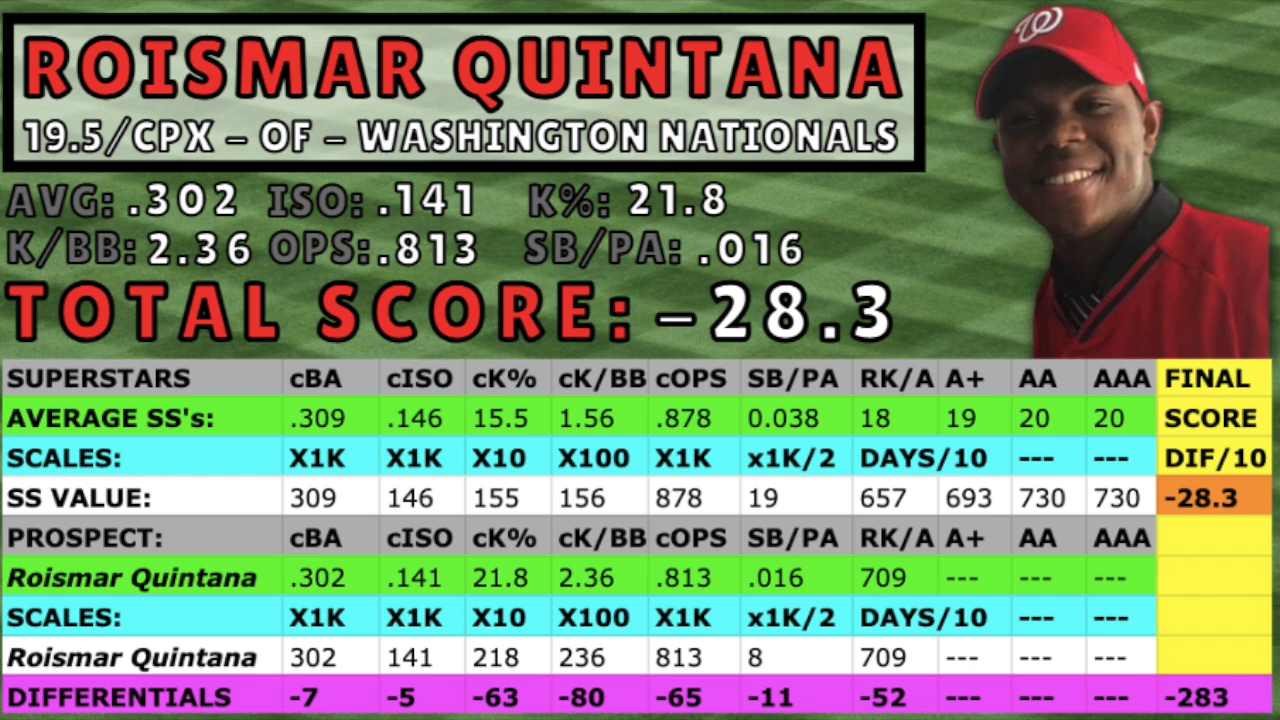 ROISMAR QUINTANA
19.5/CPX – OF – WASHINGTON NATIONALS
AVG: .302 ISO: .141 K%: 21.8
K/BB: 2.36 OPS: .813 SB/PA: .016
TOTAL SCORE: –28.3
W
SUPERSTARS cBA cISO cK% cK/BB cOPS SB/PA RK/A A+ AA AAA FINAL
AVERAGE SS's: .309 .146 15.5 1.56 .878 0.038 18 19 20 20 SCORE
SCALES: X1K X1K X10 X100 X1K x1K/2 DAYS/10 --- --- DIF/10
SS VALUE: 309 146 155 156 878 19 657 693 730 730 -28.3
PROSPECT: cBA cISO cK% cK/BB cOPS SB/PA RK/A A+ AA AAA
Roismar Quintana .302 .141 21.8 2.36 .813 .016 709 --- --- ---
SCALES: X1K X1K X10 X100 X1K x1K/2 DAYS/10 --- ---
Roismar Quintana 302 141 218 236 813 8 709 --- --- ---
DIFFERENTIALS -7 -5 -63 -80 -65 -11 -52 --- --- --- -283